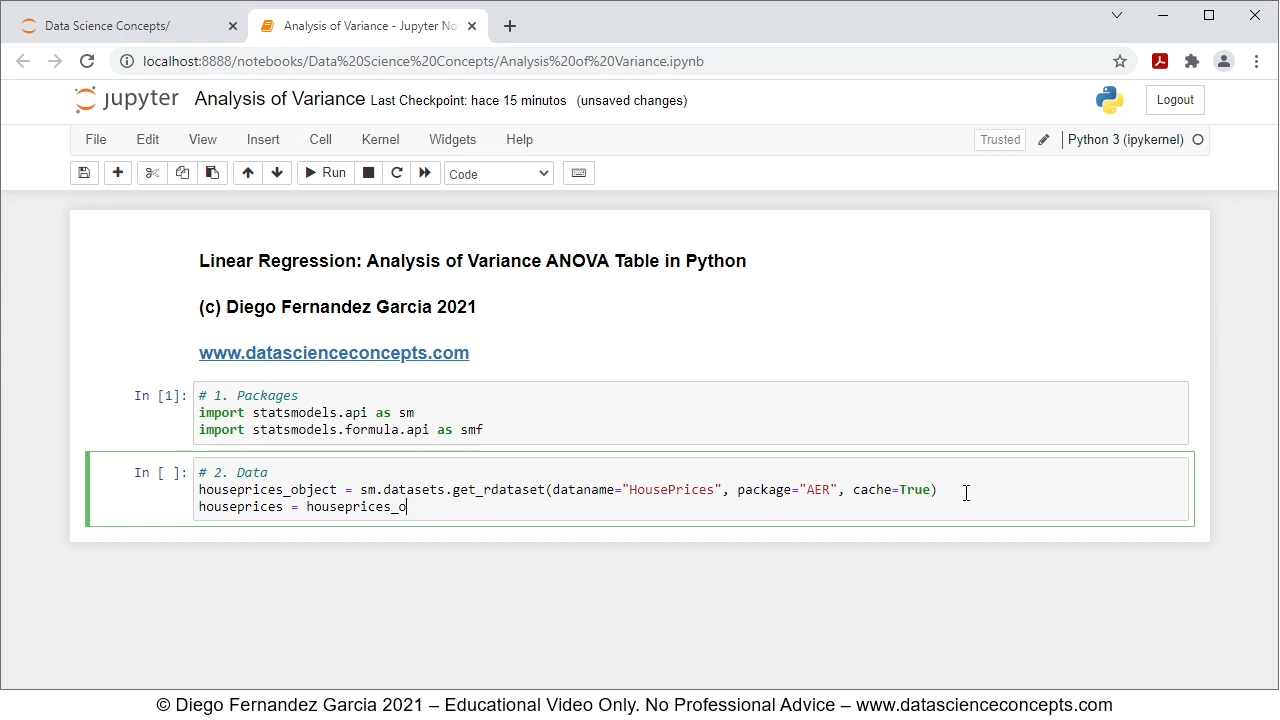 Data Science Concepts/
Analysis of Variance - Jupyter No
localhost:8888/notebooks/Data%20Science%20Concepts/Analysis%20of%20Variance.ipynb
jupyter Analysis of Variance Last Checkpoint: hace 15 minutos (unsaved changes) Logout
File Edit View Insert Cell Kernel Widgets Help Trusted Python 3 (ipykernel)
Run Code
Linear Regression: Analysis of Variance ANOVA Table in Python
(c) Diego Fernandez Garcia 2021
www.datascienceconcepts.com
In [1]: # 1. Packages
import statsmodels.api as sm
import statsmodels.formula.api as smf
In [ ]: # 2. Data
houseprices_object = sm.datasets.get_rdataset(dataname="HousePrices", package="AER", cache=True)
houseprices = houseprices_o
© Diego Fernandez Garcia 2021 – Educational Video Only. No Professional Advice – www.datascienceconcepts.com